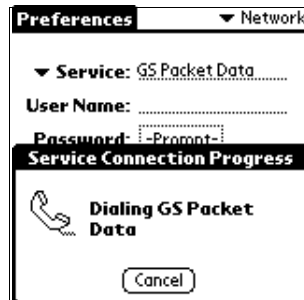 Preferences ▼ Network
▼ Service: GS Packet Data
User Name:
Password: -Prompt-
Service Connection Progress
Dialing GS Packet
Data
Cancel